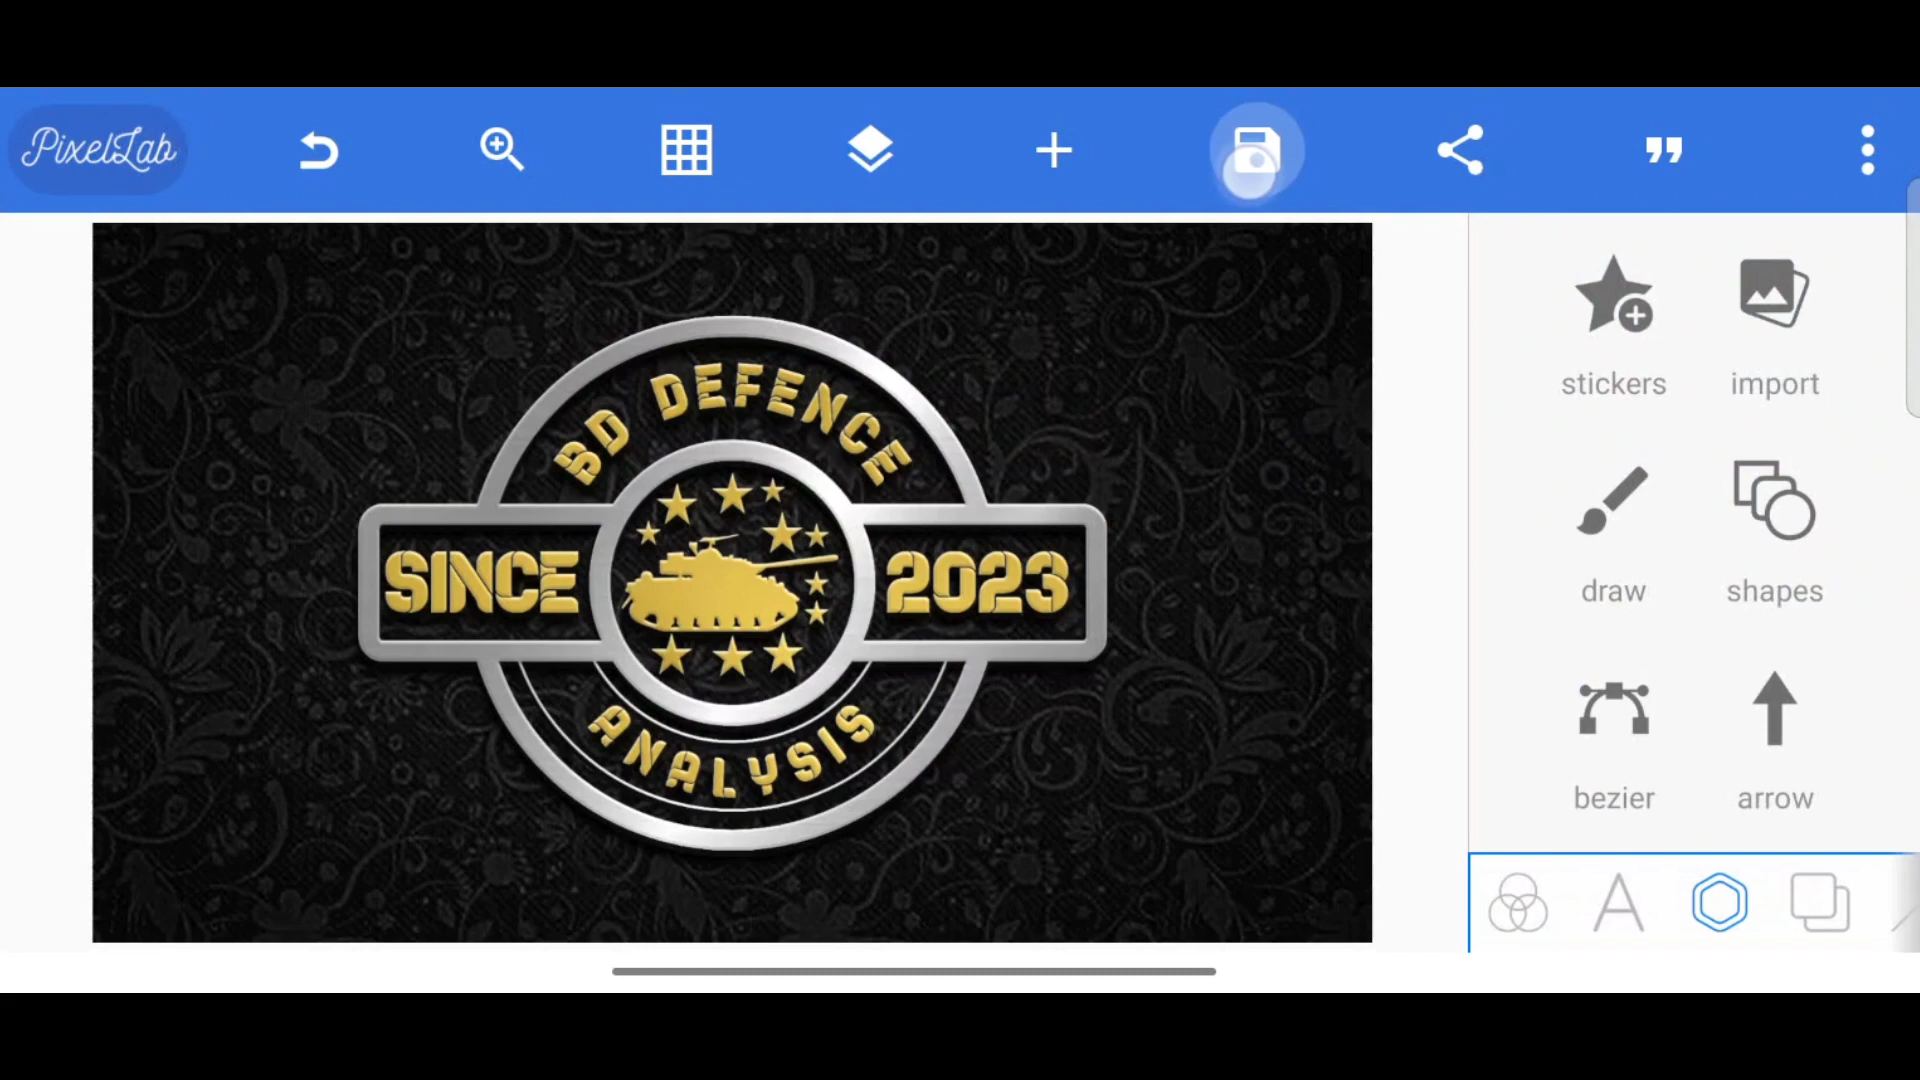 PixelLab
BD DEFENCE
SINCE
2023
ANALYSIS
stickers
import
draw
shapes
bezier
arrow